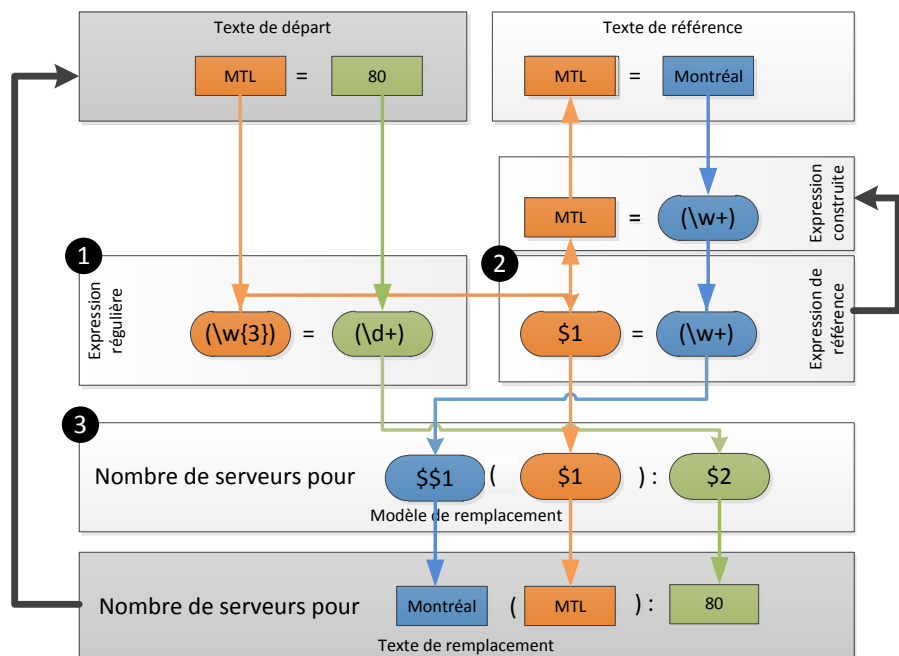 Texte de départ
MTL = 80
Texte de référence
MTL = Montréal
MTL = (\w+)
Expression construite
1
Expression régulière
(\w{3}) = (\d+)
2
$1 = (\w+)
Expression de référence
3
Nombre de serveurs pour $$1 ( $1 ) : $2
Modèle de remplacement
Nombre de serveurs pour Montréal ( MTL ) : 80
Texte de remplacement